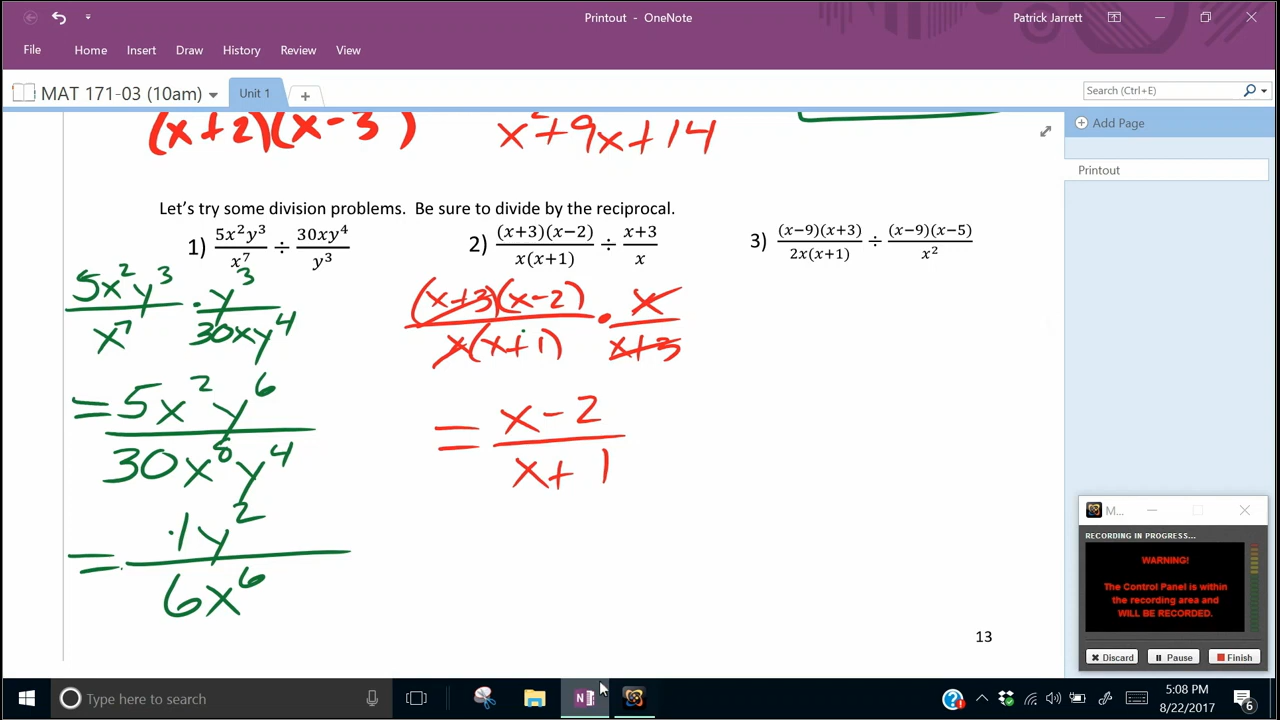 Printout - OneNote
Patrick Jarrett
File Home Insert Draw History Review View
MAT 171-03 (10am)
Unit 1
+
Search (Ctrl+E)
Add Page
Printout
(x+2)(x-3)
x²+9x+14
Let's try some division problems. Be sure to divide by the reciprocal.
1) 5x²y³/x⁷ ÷ 30xy⁴/y³
2) (x+3)(x−2)/x(x+1) ÷ x+3/x
3) (x−9)(x+3)/2x(x+1) ÷ (x−9)(x−5)/x²
5x²y³/x⁷ · y³/30xy⁴
= 5x²y⁶/30x⁸y⁴
= 1y²/6x⁶
(x+3)(x-2)/x(x+1) · x/x+3
= x-2/x+1
13
M...
RECORDING IN PROGRESS...
WARNING!
The Control Panel is within
the recording area and
WILL BE RECORDED.
Discard Pause Finish
Type here to search
N
5:08 PM
8/22/2017
6